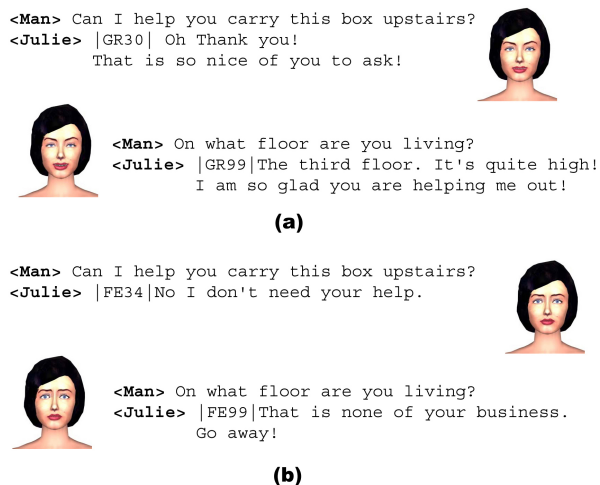 <Man> Can I help you carry this box upstairs?
<Julie> |GR30| Oh Thank you!
That is so nice of you to ask!
<Man> On what floor are you living?
<Julie> |GR99|The third floor. It's quite high!
I am so glad you are helping me out!
(a)
<Man> Can I help you carry this box upstairs?
<Julie> |FE34|No I don't need your help.
<Man> On what floor are you living?
<Julie> |FE99|That is none of your business.
Go away!
(b)